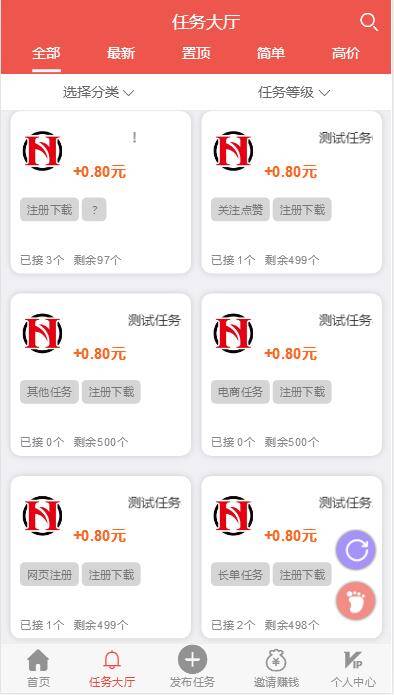 任务大厅
全部 最新 置顶 简单 高价
选择分类 任务等级
! 测试任务
+0.80元 +0.80元
注册下载 ? 关注点赞 注册下载
已接 3个 剩余97个 已接 1个 剩余499个
测试任务 测试任务
+0.80元 +0.80元
其他任务 注册下载 电商任务 注册下载
已接 0个 剩余500个 已接 0个 剩余500个
测试任务 测试任务
+0.80元 +0.80元
网页注册 注册下载 长单任务 注册下载
已接 1个 剩余499个 已接 2个 剩余498个
首页 任务大厅 发布任务 邀请赚钱 VIP 个人中心